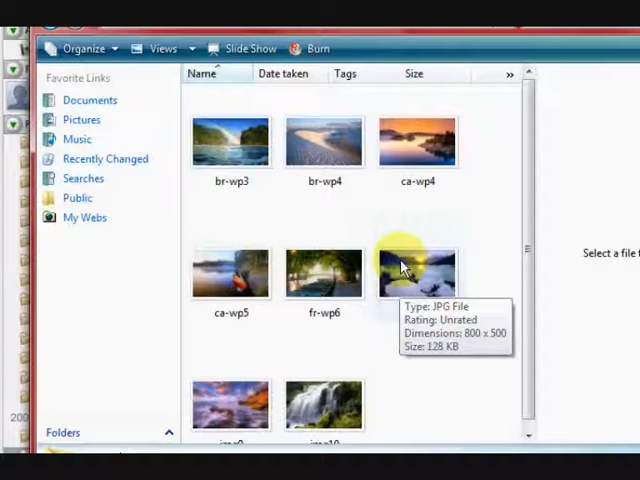 Organize Views Slide Show Burn
Favorite Links Name Date taken Tags Size »
Documents
Pictures
Music
Recently Changed
Searches
Public
My Webs
br-wp3 br-wp4 ca-wp4
Select a file
ca-wp5 fr-wp6
Type: JPG File
Rating: Unrated
Dimensions: 800 x 500
Size: 128 KB
Folders